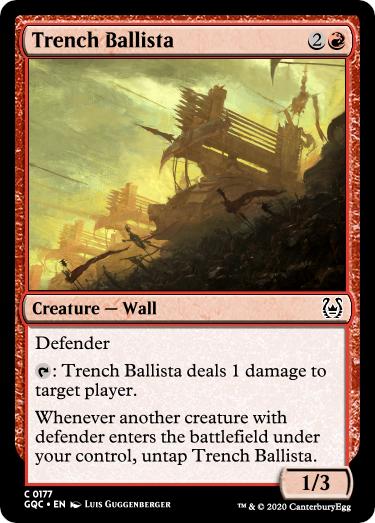 Trench Ballista 2
Creature — Wall
Defender
: Trench Ballista deals 1 damage to
target player.
Whenever another creature with
defender enters the battlefield under
your control, untap Trench Ballista.
1/3
C 0177
GQC • EN Luis Guggenberger
™ & © 2020 CanterburyEgg